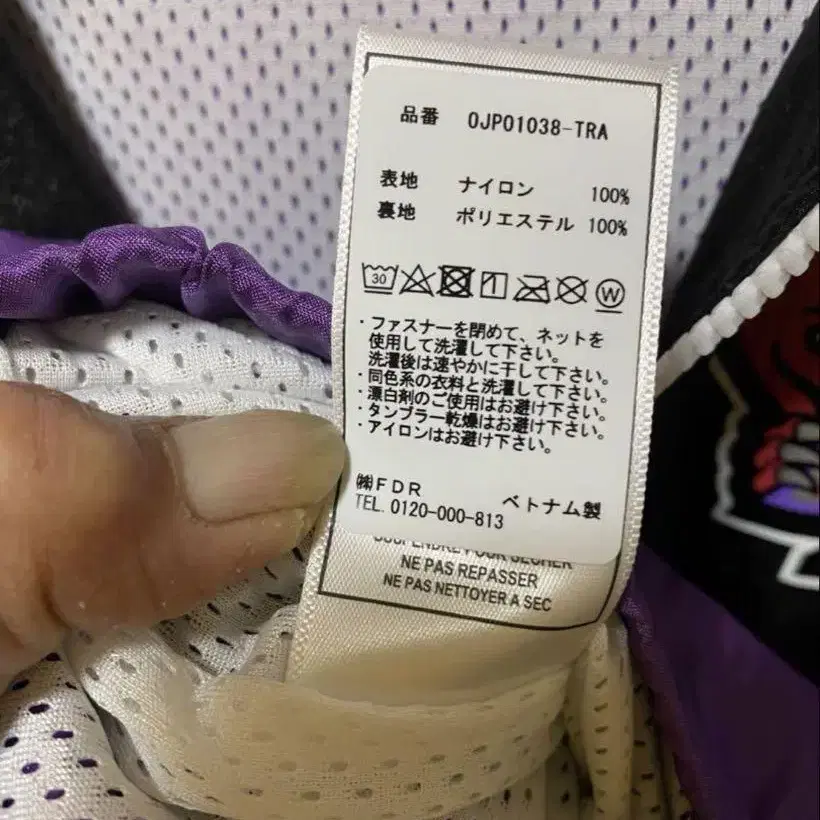 品番 0JP01038-TRA
表地 ナイロン 100%
裏地 ポリエステル 100%
30
W
・ファスナーを閉めて、ネットを
使用して洗濯して下さい。
洗濯後は速やかに干して下さい。
・同色系の衣料と洗濯して下さい。
・漂白剤のご使用はお避け下さい。
・タンブラー乾燥はお避け下さい。
・アイロンはお避け下さい。
㈱FDR ベトナム製
TEL. 0120-000-813
SUSPENDRE POUR SECHER
NE PAS REPASSER
NE PAS NETTOYER A SEC